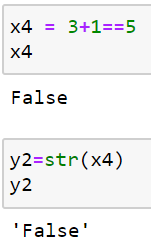 x4 = 3+1==5
x4
False
y2=str(x4)
y2
'False'